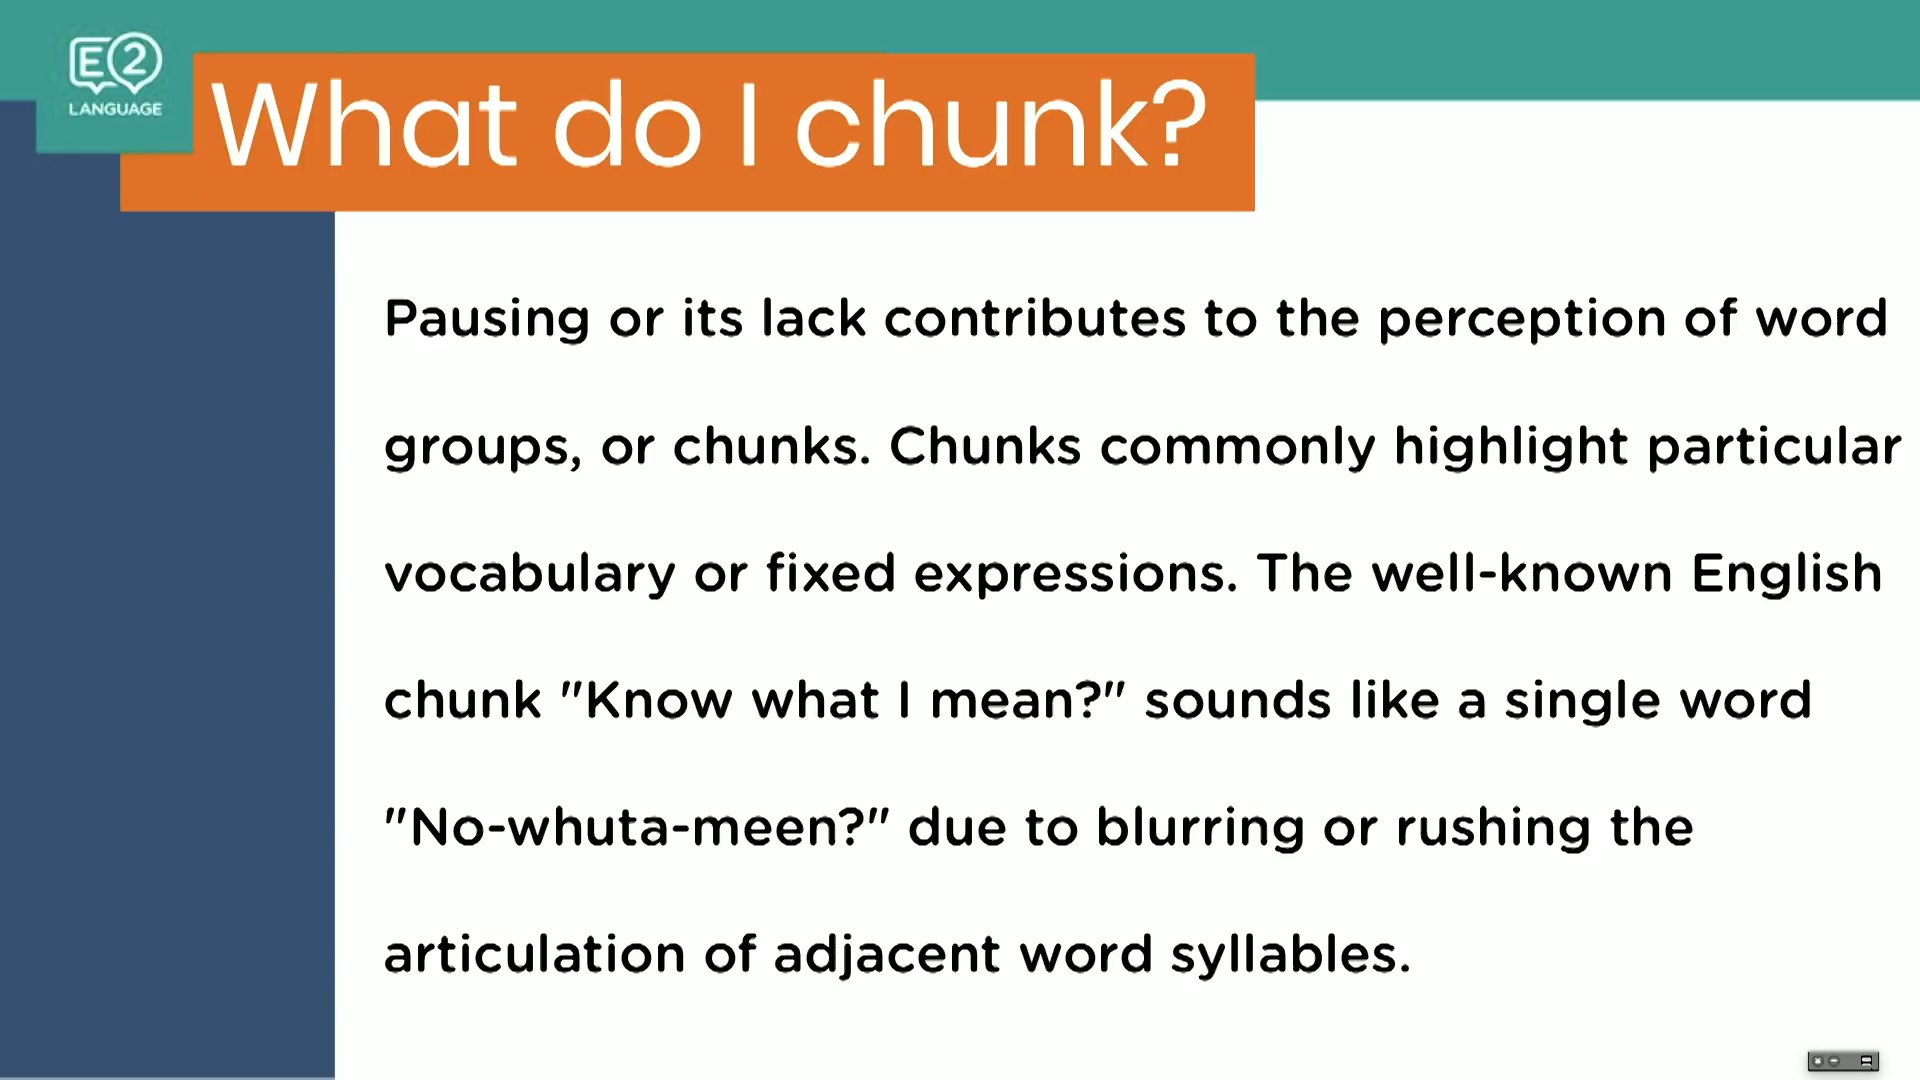 E2
LANGUAGE
What do I chunk?
Pausing or its lack contributes to the perception of word
groups, or chunks. Chunks commonly highlight particular
vocabulary or fixed expressions. The well-known English
chunk "Know what I mean?" sounds like a single word
"No-whuta-meen?" due to blurring or rushing the
articulation of adjacent word syllables.